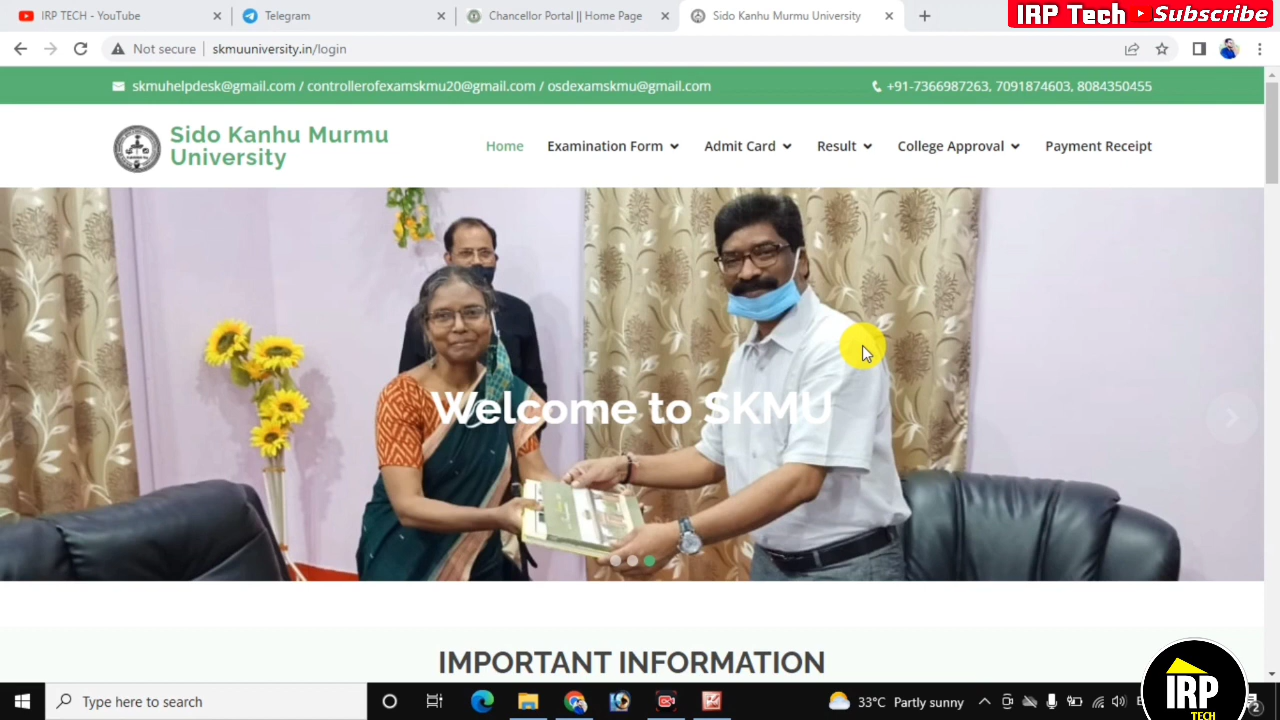 IRP TECH - YouTube
Telegram
Chancellor Portal || Home Page
Sido Kanhu Murmu University
IRP Tech Subscribe
Not secure
skmuuniversity.in/login
skmuhelpdesk@gmail.com / controllerofexamskmu20@gmail.com / osdexamskmu@gmail.com
+91-7366987263, 7091874603, 8084350455
Sido Kanhu Murmu
University
Home
Examination Form
Admit Card
Result
College Approval
Payment Receipt
Welcome to SKMU
IMPORTANT INFORMATION
Type here to search
33°C Partly sunny
2
IRP
TECH